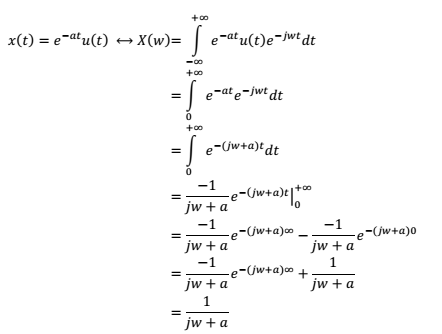 x(t) = e^{-at}u(t) ↔ X(w) = ∫_{-∞}^{+∞} e^{-at}u(t)e^{-jwt}dt
= ∫_{0}^{+∞} e^{-at}e^{-jwt}dt
= ∫_{0}^{+∞} e^{-(jw+a)t}dt
= \frac{-1}{jw + a}e^{-(jw+a)t}|_{0}^{+∞}
= \frac{-1}{jw + a}e^{-(jw+a)∞} − \frac{-1}{jw + a}e^{-(jw+a)0}
= \frac{-1}{jw + a}e^{-(jw+a)∞} + \frac{1}{jw + a}
= \frac{1}{jw + a}